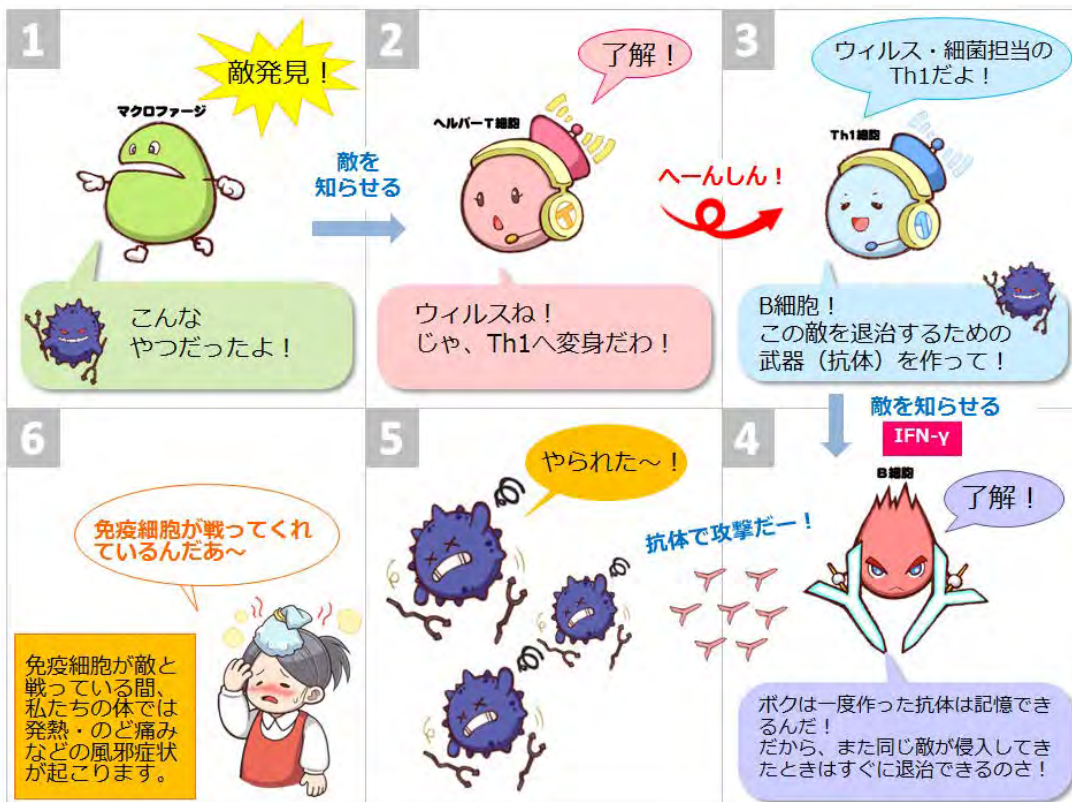 1
敵発見！
マクロファージ
敵を
知らせる
こんな
やつだったよ！
2
了解！
ヘルパーT細胞
へーんしん！
ウィルスね！
じゃ、Th1へ変身だわ！
3
ウィルス・細菌担当の
Th1だよ！
Th1細胞
B細胞！
この敵を退治するための
武器（抗体）を作って！
敵を知らせる
IFN-γ
4
B細胞
了解！
抗体で攻撃だー！
ボクは一度作った抗体は記憶でき
るんだ！
だから、また同じ敵が侵入してき
たときはすぐに退治できるのさ！
5
やられた～！
6
免疫細胞が戦ってくれ
ているんだあ～
免疫細胞が敵と
戦っている間、
私たちの体では
発熱・のど痛み
などの風邪症状
が起こります。